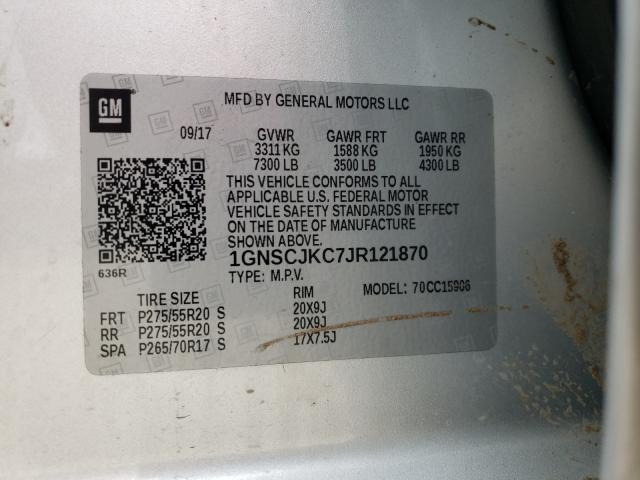 GM
MFD BY GENERAL MOTORS LLC
09/17 GVWR GAWR FRT GAWR RR
3311 KG 1588 KG 1950 KG
7300 LB 3500 LB 4300 LB
THIS VEHICLE CONFORMS TO ALL
APPLICABLE U.S. FEDERAL MOTOR
VEHICLE SAFETY STANDARDS IN EFFECT
ON THE DATE OF MANUFACTURE
SHOWN ABOVE.
636R
1GNSCJKC7JR121870
TYPE: M.P.V. MODEL: 70CC15906
TIRE SIZE RIM
FRT P275/55R20 S 20X9J
RR P275/55R20 S 20X9J
SPA P265/70R17 S 17X7.5J